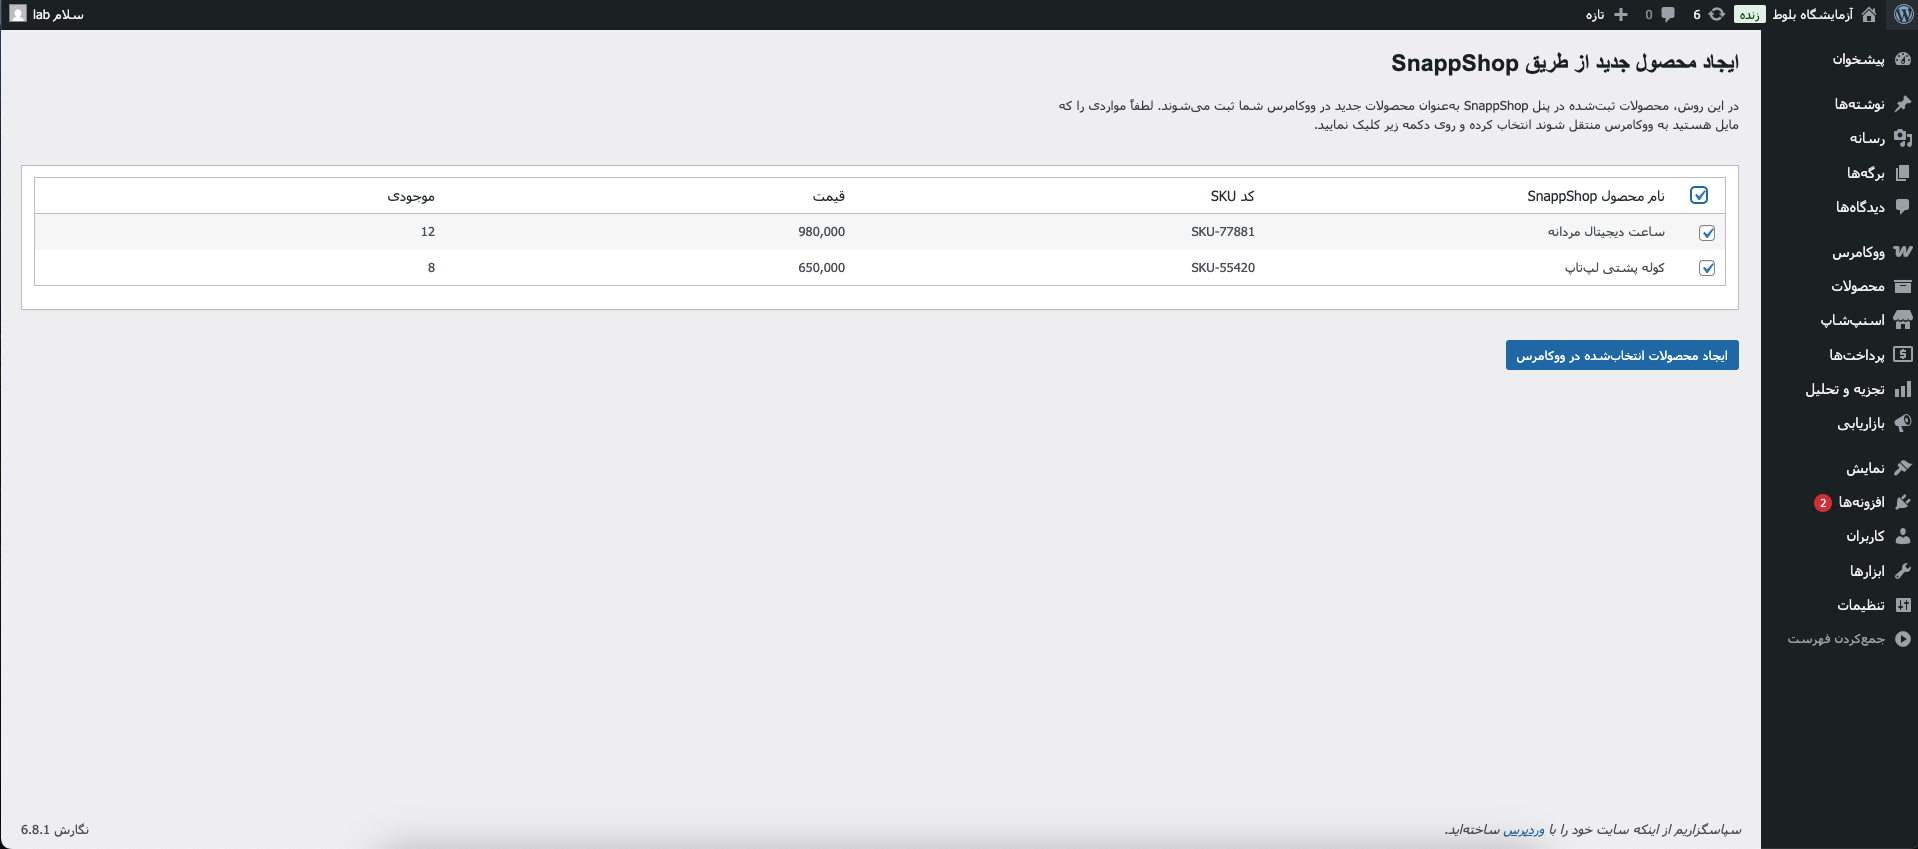 آزمایشگاه بلوط زنده 6 0 تازه سلام lab
پیشخوان
نوشته‌ها
رسانه
برگه‌ها
دیدگاه‌ها
ووکامرس
محصولات
اسنپ‌شاپ
پرداخت‌ها
تجزیه و تحلیل
بازاریابی
نمایش
افزونه‌ها 2
کاربران
ابزارها
تنظیمات
جمع‌کردن فهرست
ایجاد محصول جدید از طریق SnappShop
در این روش، محصولات ثبت‌شده در پنل SnappShop به‌عنوان محصولات جدید در ووکامرس شما ثبت می‌شوند. لطفاً مواردی را که
مایل هستید به ووکامرس منتقل شوند انتخاب کرده و روی دکمه زیر کلیک نمایید.
نام محصول SnappShop کد SKU قیمت موجودی
ساعت دیجیتال مردانه SKU-77881 980,000 12
کوله پشتی لپ‌تاپ SKU-55420 650,000 8
ایجاد محصولات انتخاب‌شده در ووکامرس
سپاسگزاریم از اینکه سایت خود را با وردپرس ساخته‌اید. نگارش 6.8.1